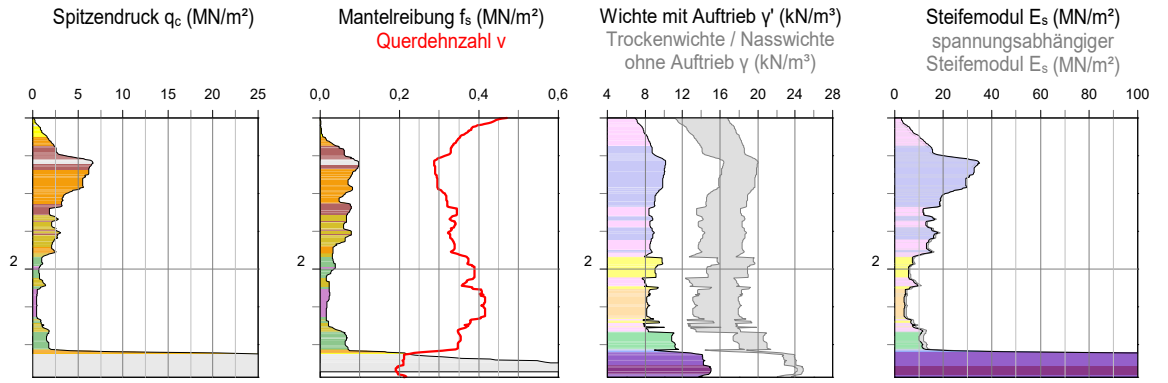 Spitzendruck qc (MN/m²)
0 5 10 15 20 25
2
Mantelreibung fs (MN/m²)
Querdehnzahl ν
0,0 0,2 0,4 0,6
2
Wichte mit Auftrieb γ' (kN/m³)
Trockenwichte / Nasswichte
ohne Auftrieb γ (kN/m³)
4 8 12 16 20 24 28
2
Steifemodul Es (MN/m²)
spannungsabhängiger
Steifemodul Es (MN/m²)
0 20 40 60 80 100
2